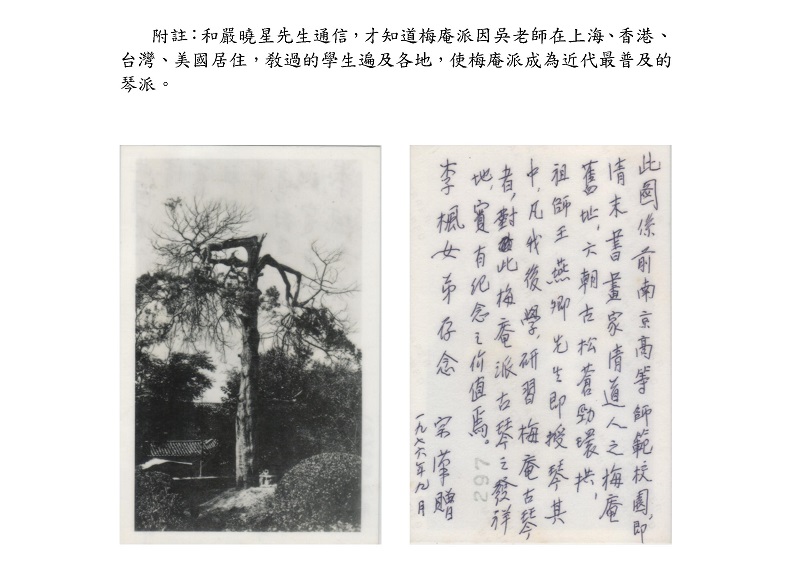 附註：和嚴曉星先生通信，才知道梅庵派因吳老師在上海、香港、
台灣、美國居住，教過的學生遍及各地，使梅庵派成為近代最普及的
琴派。
此圖係前南京高等師範校園，即
清末書畫家清道人之梅庵
舊址，六朝古松蒼勁環拱，
祖師王燕卿先生即授琴其
中，凡我後學，研習梅庵古琴
者，對此梅庵派古琴之發祥
地，實有紀念之价值焉。
李楓女弟存念
宗漢贈
一九七六年九月
297